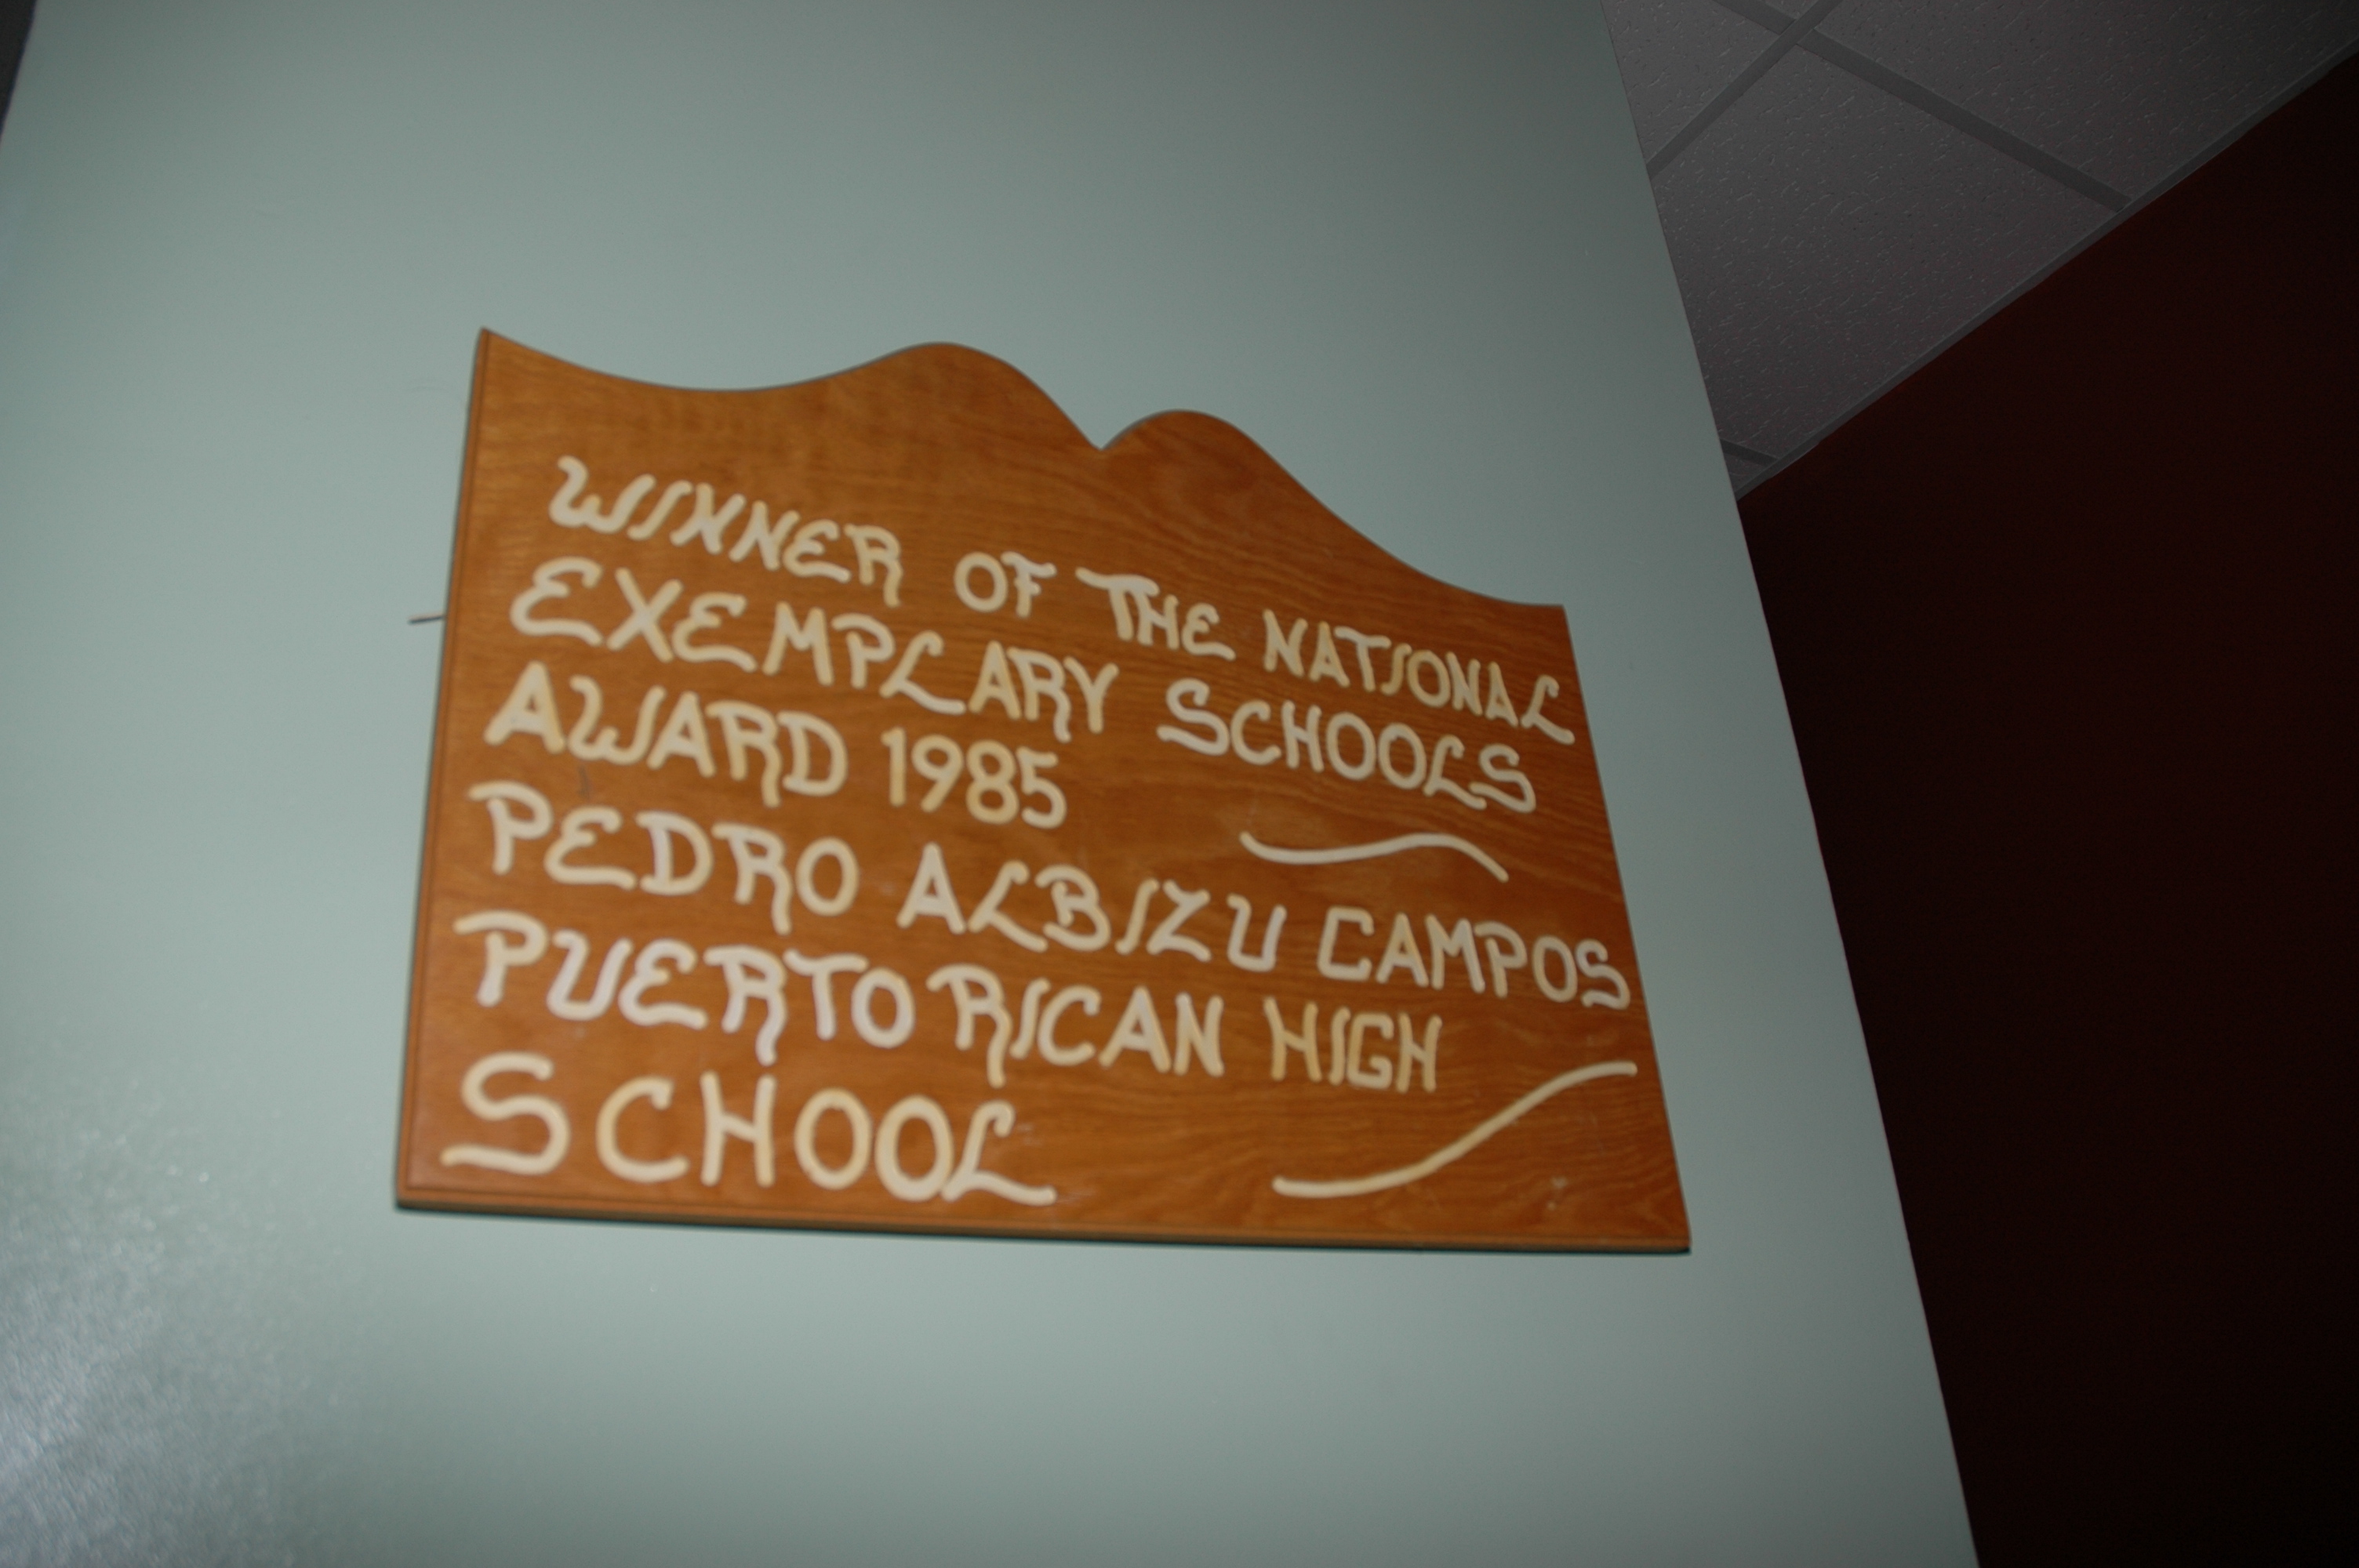 WINNER OF THE NATIONAL
EXEMPLARY SCHOOLS
AWARD 1985
PEDRO ALBIZU CAMPOS
PUERTO RICAN HIGH
SCHOOL